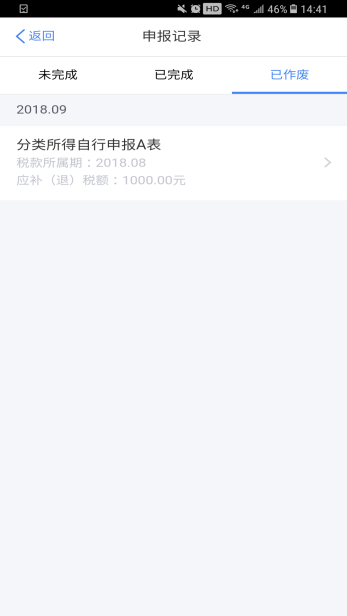 HD 4G 46% 14:41
返回 申报记录
未完成 已完成 已作废
2018.09
分类所得自行申报A表
税款所属期：2018.08
应补（退）税额：1000.00元